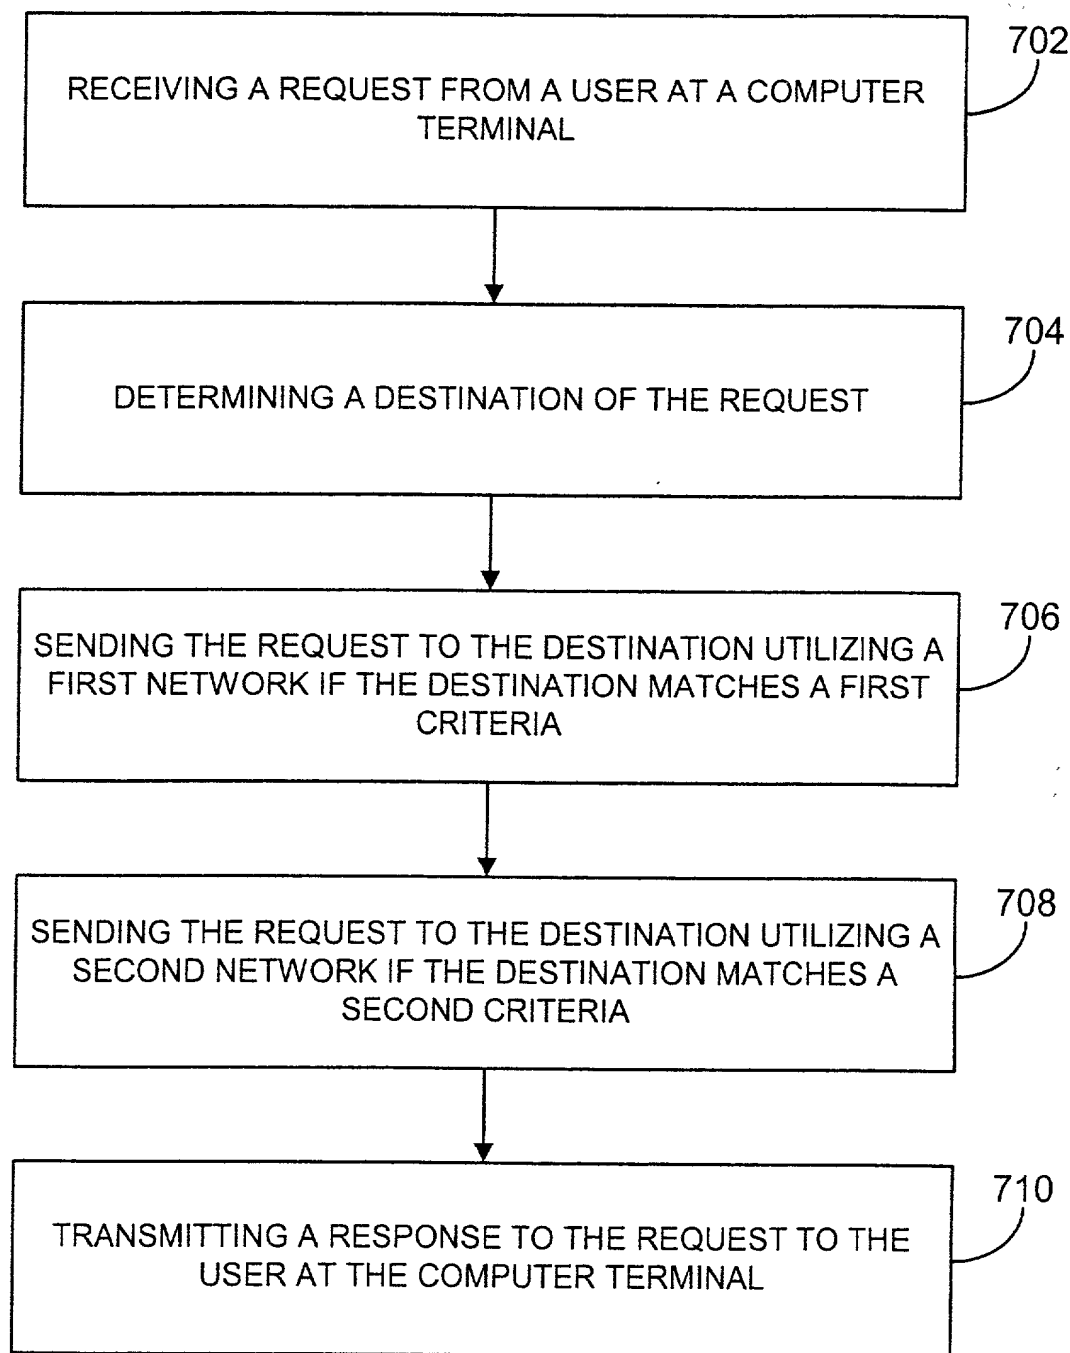 702
RECEIVING A REQUEST FROM A USER AT A COMPUTER
TERMINAL
704
DETERMINING A DESTINATION OF THE REQUEST
706
SENDING THE REQUEST TO THE DESTINATION UTILIZING A
FIRST NETWORK IF THE DESTINATION MATCHES A FIRST
CRITERIA
708
SENDING THE REQUEST TO THE DESTINATION UTILIZING A
SECOND NETWORK IF THE DESTINATION MATCHES A
SECOND CRITERIA
710
TRANSMITTING A RESPONSE TO THE REQUEST TO THE
USER AT THE COMPUTER TERMINAL